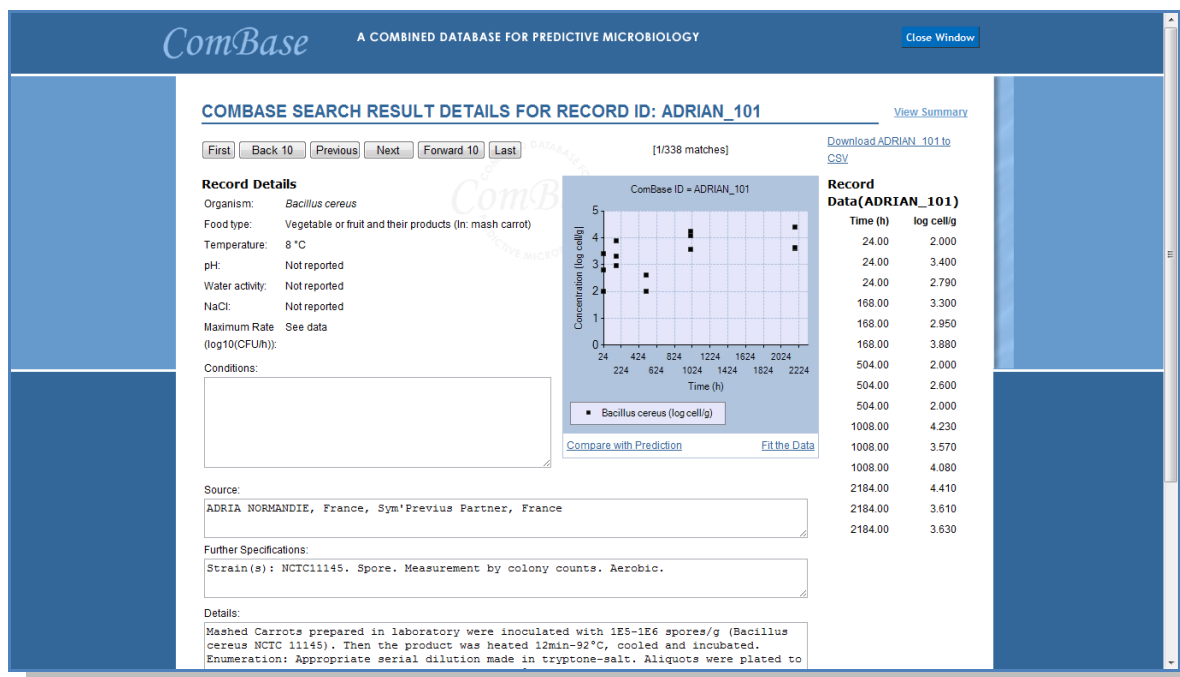 ComBase
A COMBINED DATABASE FOR PREDICTIVE MICROBIOLOGY
Close Window
COMBASE SEARCH RESULT DETAILS FOR RECORD ID: ADRIAN_101
View Summary
First Back 10 Previous Next Forward 10 Last
[1/338 matches]
Download ADRIAN_101 to
CSV
Record Details
Organism: Bacillus cereus
Food type: Vegetable or fruit and their products (In: mash carrot)
Temperature: 8 °C
pH: Not reported
Water activity: Not reported
NaCl: Not reported
Maximum Rate See data
(log10(CFU/h)):
Conditions:
ComBase ID = ADRIAN_101
Concentration (log cell/g)
5
4
3
2
1
0
24 424 824 1224 1624 2024
224 624 1024 1424 1824 2224
Time (h)
Bacillus cereus (log cell/g)
Compare with Prediction Fit the Data
Record
Data(ADRIAN_101)
Time (h) log cell/g
24.00 2.000
24.00 3.400
24.00 2.790
168.00 3.300
168.00 2.950
168.00 3.880
504.00 2.000
504.00 2.600
504.00 2.000
1008.00 4.230
1008.00 3.570
1008.00 4.080
2184.00 4.410
2184.00 3.610
2184.00 3.630
Source:
ADRIA NORMANDIE, France, Sym'Previus Partner, France
Further Specifications:
Strain(s): NCTC11145. Spore. Measurement by colony counts. Aerobic.
Details:
Mashed Carrots prepared in laboratory were inoculated with 1E5-1E6 spores/g (Bacillus
cereus NCTC 11145). Then the product was heated 12min-92°C, cooled and incubated.
Enumeration: Appropriate serial dilution made in tryptone-salt. Aliquots were plated to